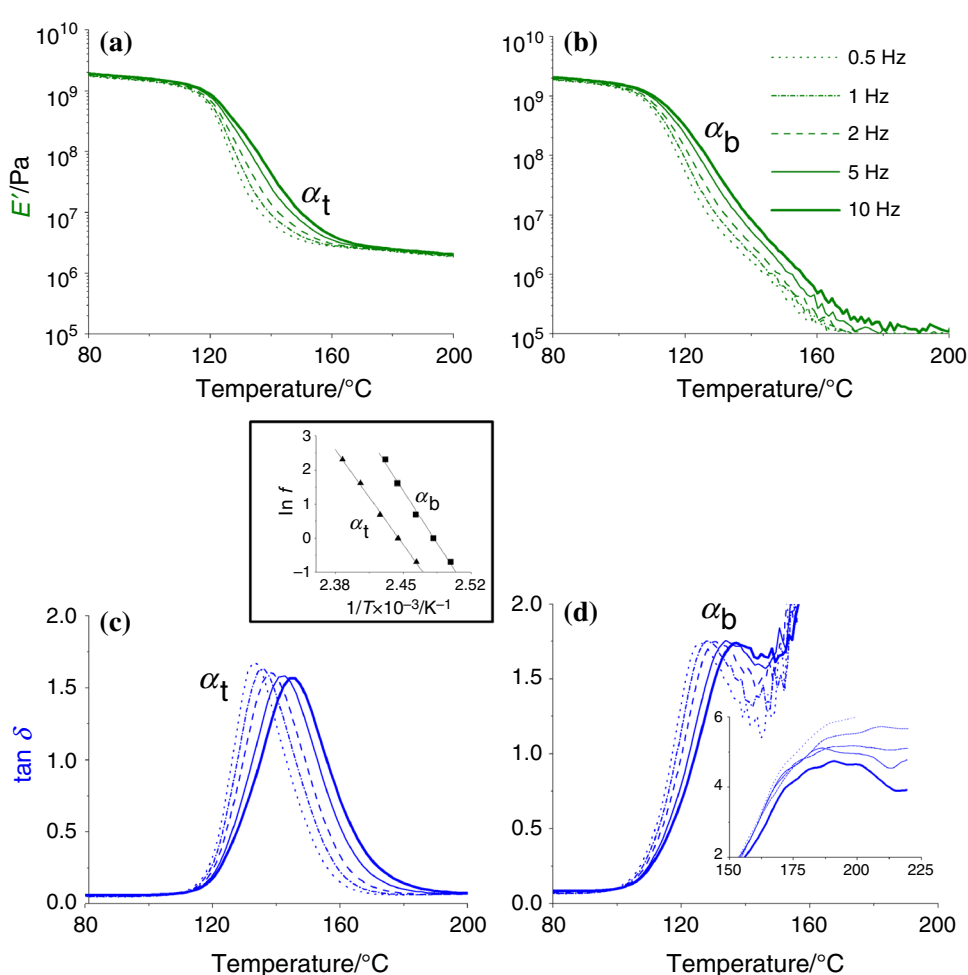 (a)
E′/Pa
10¹⁰
10⁹
10⁸
10⁷
10⁶
10⁵
αt
80 120 160 200
Temperature/°C
(b)
10¹⁰
10⁹
10⁸
10⁷
10⁶
10⁵
αb
0.5 Hz
1 Hz
2 Hz
5 Hz
10 Hz
80 120 160 200
Temperature/°C
ln f
3
2
1
0
−1
αb
αt
2.38 2.45 2.52
1/T×10⁻³/K⁻¹
(c)
tan δ
2.0
1.5
1.0
0.5
0.0
αt
80 120 160 200
Temperature/°C
(d)
2.0
1.5
1.0
0.5
0.0
αb
6
4
2
150 175 200 225
80 120 160 200
Temperature/°C